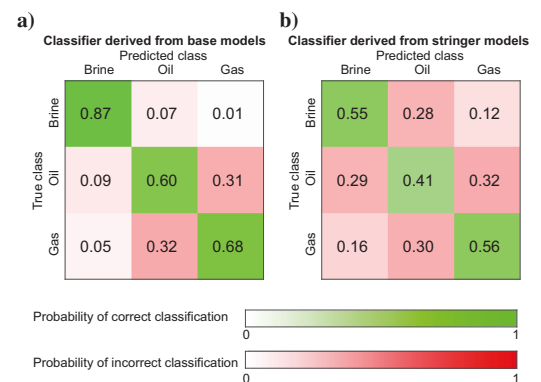 a)
Classifier derived from base models
Predicted class
Brine Oil Gas
True class
Brine 0.87 0.07 0.01
Oil 0.09 0.60 0.31
Gas 0.05 0.32 0.68
b)
Classifier derived from stringer models
Predicted class
Brine Oil Gas
True class
Brine 0.55 0.28 0.12
Oil 0.29 0.41 0.32
Gas 0.16 0.30 0.56
Probability of correct classification
0 1
Probability of incorrect classification
0 1